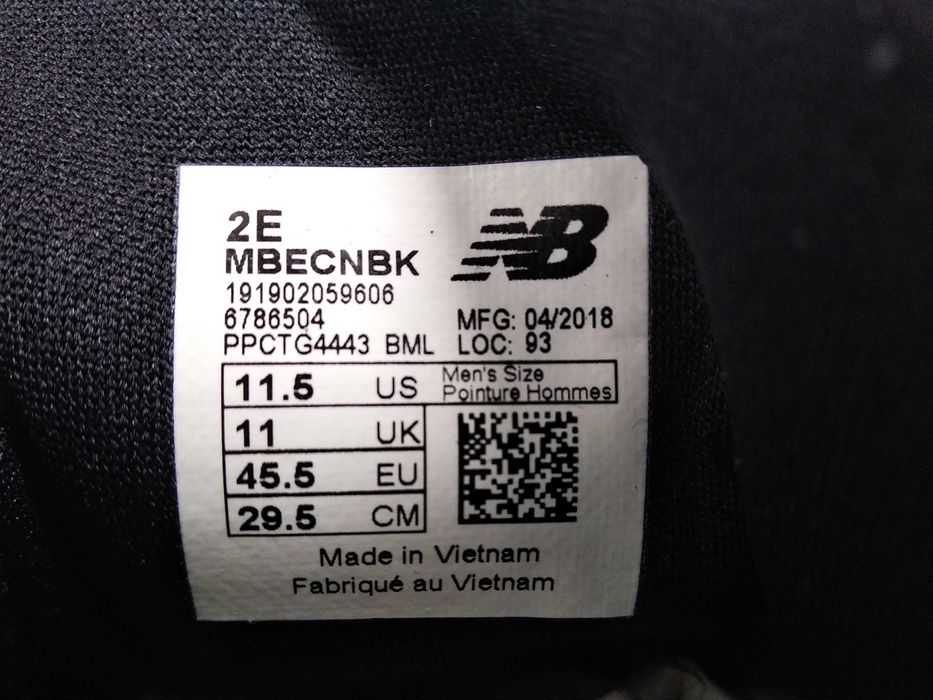 2E
NB
MBECNBK
191902059606
6786504
MFG: 04/2018
PPCTG4443 BML
LOC: 93
11.5 US
Men's Size
Pointure Hommes
11 UK
45.5 EU
29.5 CM
Made in Vietnam
Fabriqué au Vietnam